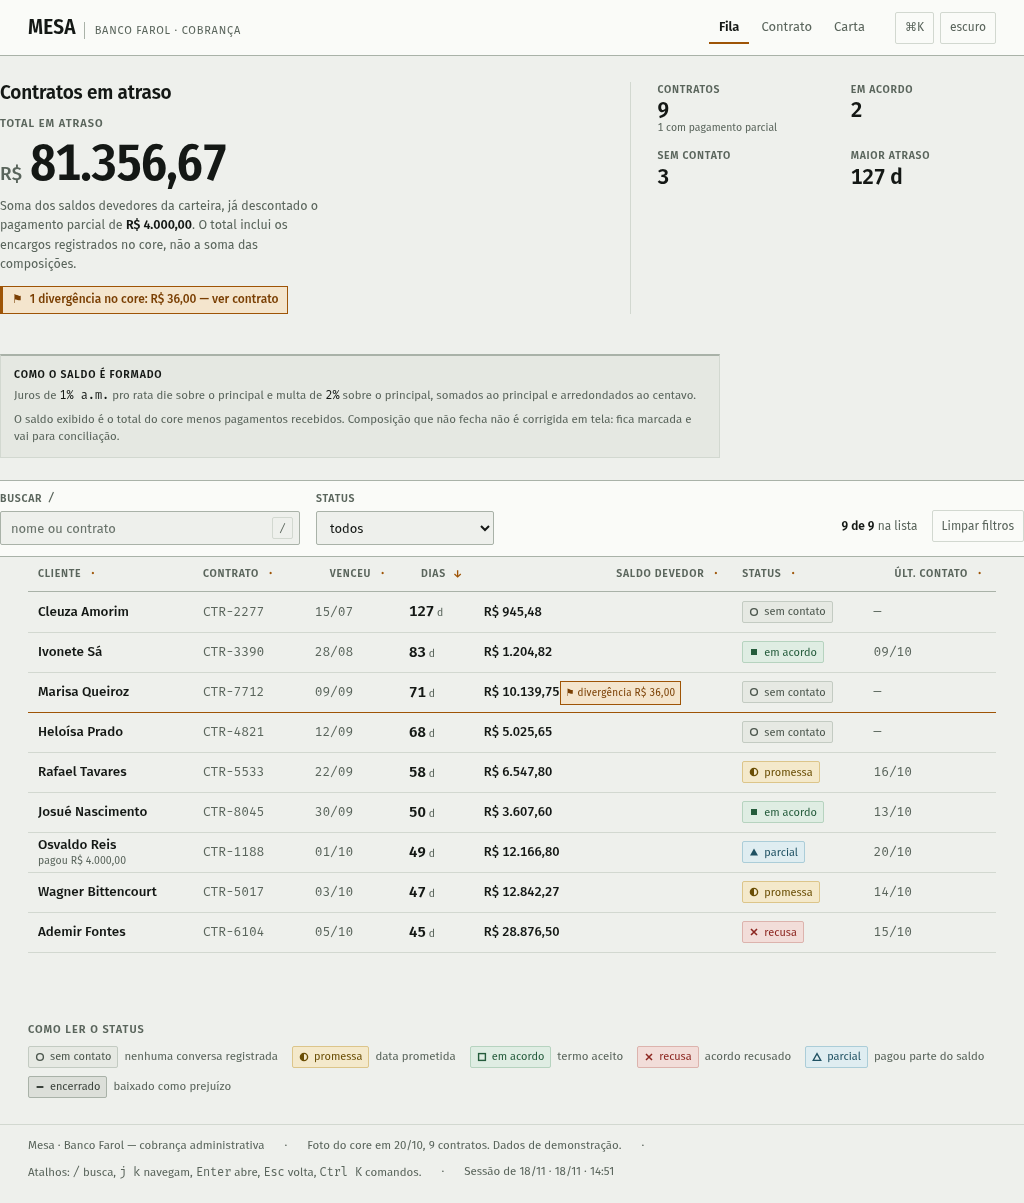 MESA BANCO FAROL · COBRANÇA Fila Contrato Carta ⌘K escuro
Contratos em atraso
TOTAL EM ATRASO
R$ 81.356,67
Soma dos saldos devedores da carteira, já descontado o
pagamento parcial de R$ 4.000,00. O total inclui os
encargos registrados no core, não a soma das
composições.
⚑ 1 divergência no core: R$ 36,00 — ver contrato
CONTRATOS
9
1 com pagamento parcial
EM ACORDO
2
SEM CONTATO
3
MAIOR ATRASO
127 d
COMO O SALDO É FORMADO
Juros de 1% a.m. pro rata die sobre o principal e multa de 2% sobre o principal, somados ao principal e arredondados ao centavo.
O saldo exibido é o total do core menos pagamentos recebidos. Composição que não fecha não é corrigida em tela: fica marcada e
vai para conciliação.
BUSCAR /
nome ou contrato /
STATUS
todos
9 de 9 na lista
Limpar filtros
CLIENTE · CONTRATO · VENCEU · DIAS ↓ SALDO DEVEDOR · STATUS · ÚLT. CONTATO ·
Cleuza Amorim CTR-2277 15/07 127 d R$ 945,48 sem contato —
Ivonete Sá CTR-3390 28/08 83 d R$ 1.204,82 em acordo 09/10
Marisa Queiroz CTR-7712 09/09 71 d R$ 10.139,75 ⚑ divergência R$ 36,00 sem contato —
Heloísa Prado CTR-4821 12/09 68 d R$ 5.025,65 sem contato —
Rafael Tavares CTR-5533 22/09 58 d R$ 6.547,80 promessa 16/10
Josué Nascimento CTR-8045 30/09 50 d R$ 3.607,60 em acordo 13/10
Osvaldo Reis CTR-1188 01/10 49 d R$ 12.166,80 parcial 20/10
pagou R$ 4.000,00
Wagner Bittencourt CTR-5017 03/10 47 d R$ 12.842,27 promessa 14/10
Ademir Fontes CTR-6104 05/10 45 d R$ 28.876,50 recusa 15/10
COMO LER O STATUS
sem contato nenhuma conversa registrada promessa data prometida em acordo termo aceito recusa acordo recusado parcial pagou parte do saldo
encerrado baixado como prejuízo
Mesa · Banco Farol — cobrança administrativa · Foto do core em 20/10, 9 contratos. Dados de demonstração. ·
Atalhos: / busca, j k navegam, Enter abre, Esc volta, Ctrl K comandos. · Sessão de 18/11 · 18/11 · 14:51